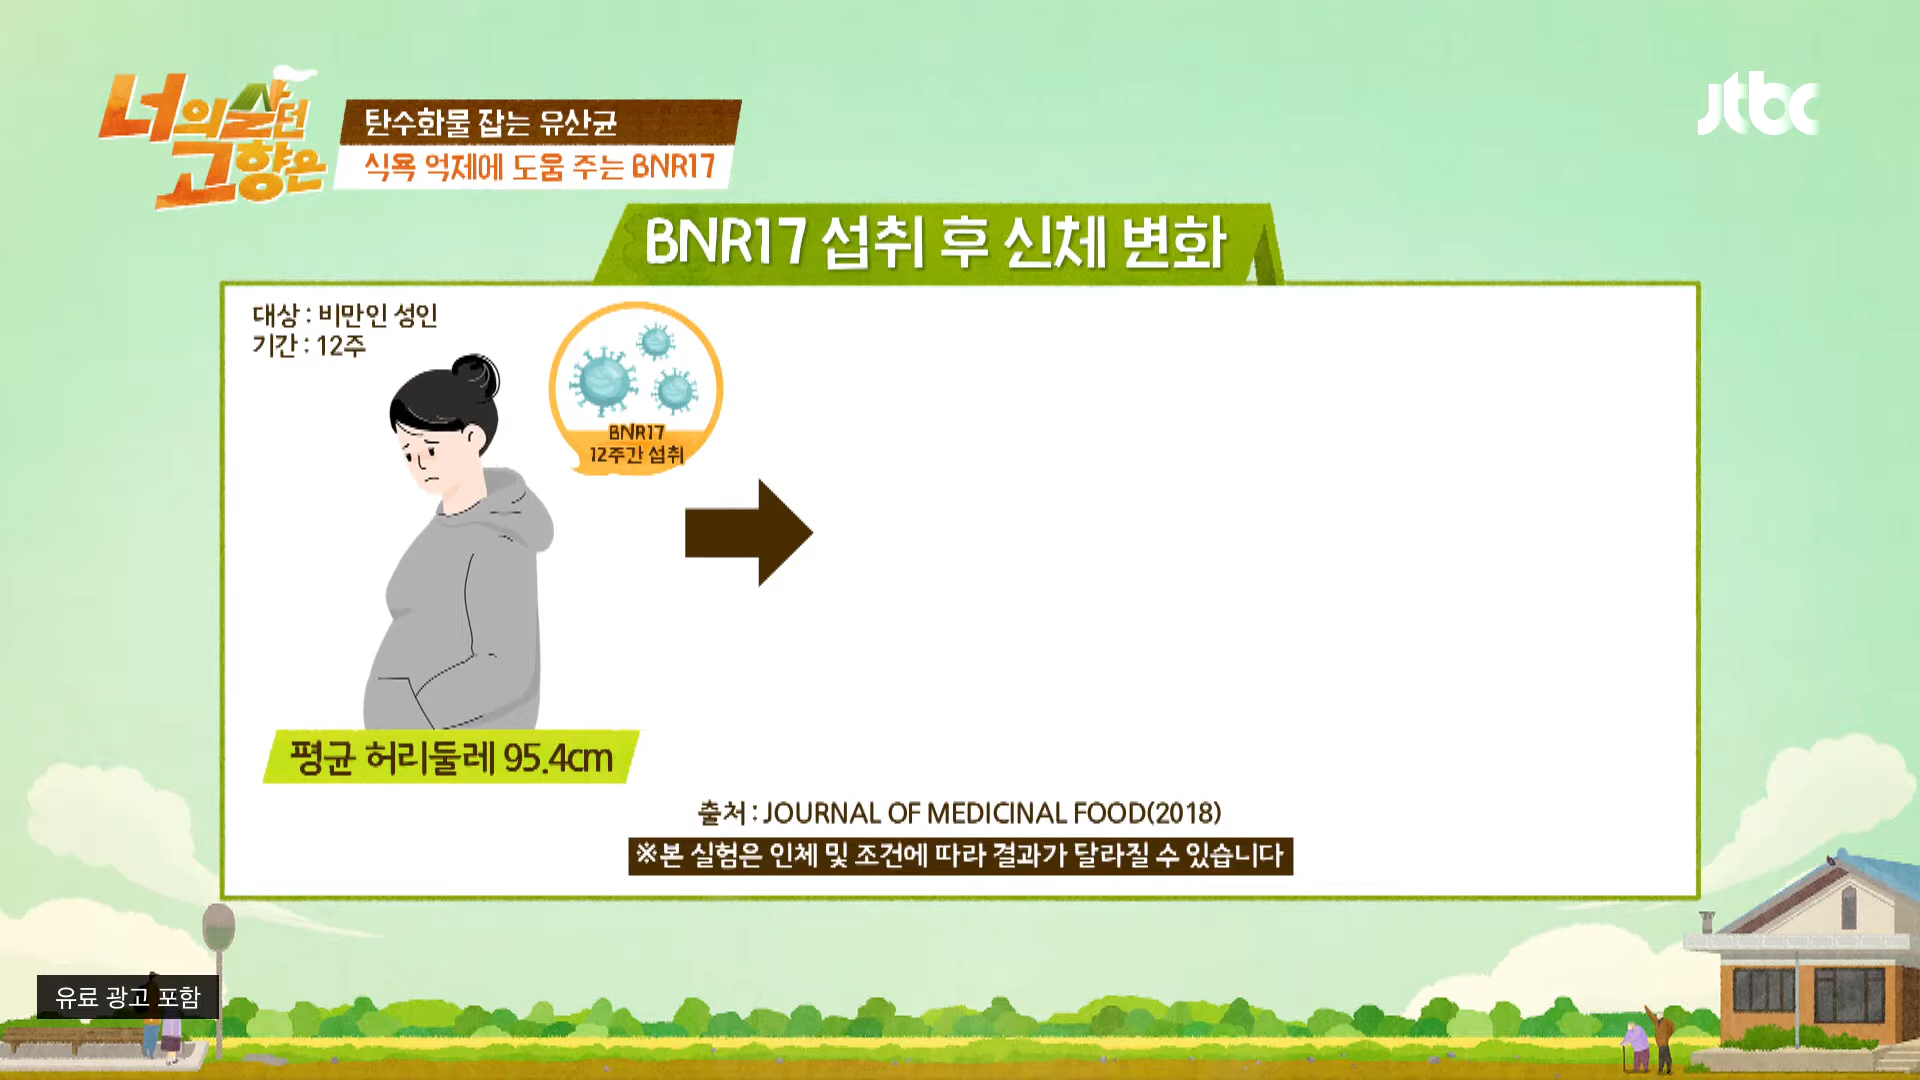 너의 살던
고향은
탄수화물 잡는 유산균
식욕 억제에 도움 주는 BNR17
jtbc
BNR17 섭취 후 신체 변화
대상 : 비만인 성인
기간 : 12주
BNR17
12주간 섭취
평균 허리둘레 95.4cm
출처 : JOURNAL OF MEDICINAL FOOD(2018)
※본 실험은 인체 및 조건에 따라 결과가 달라질 수 있습니다
유료 광고 포함